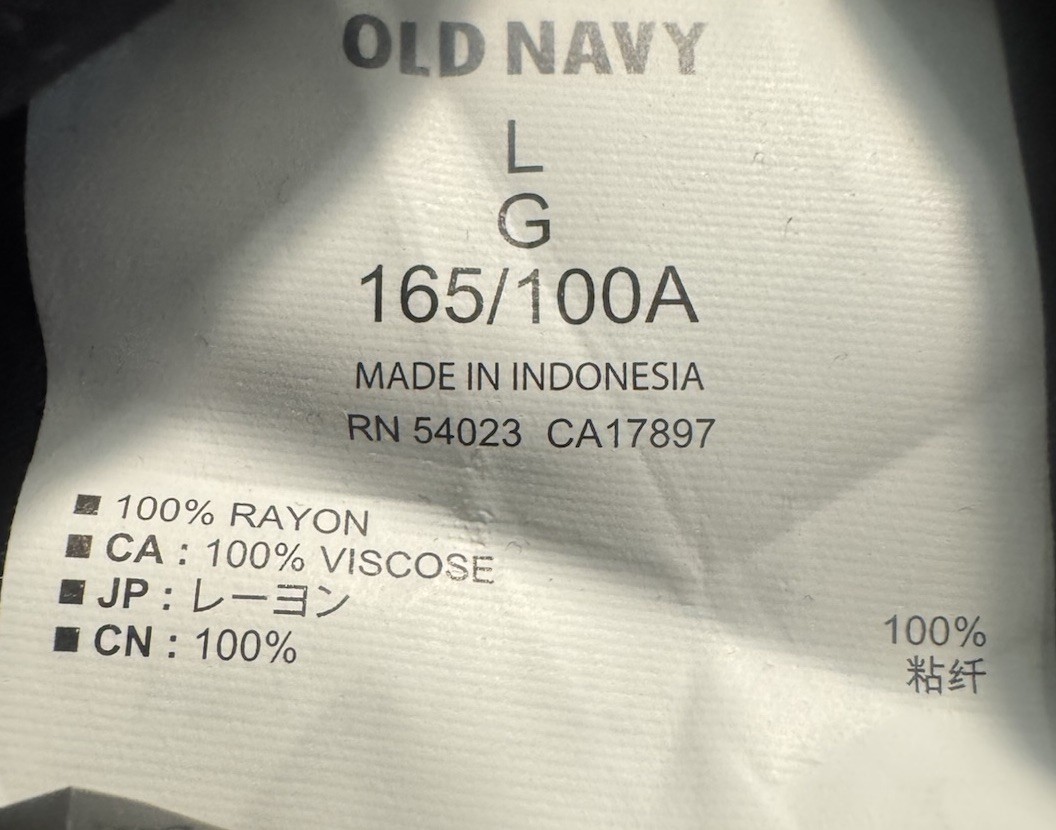 OLD NAVY
L
G
165/100A
MADE IN INDONESIA
RN 54023 CA17897
■ 100% RAYON
■ CA : 100% VISCOSE
■ JP : レーヨン
■ CN : 100%
100%
粘纤